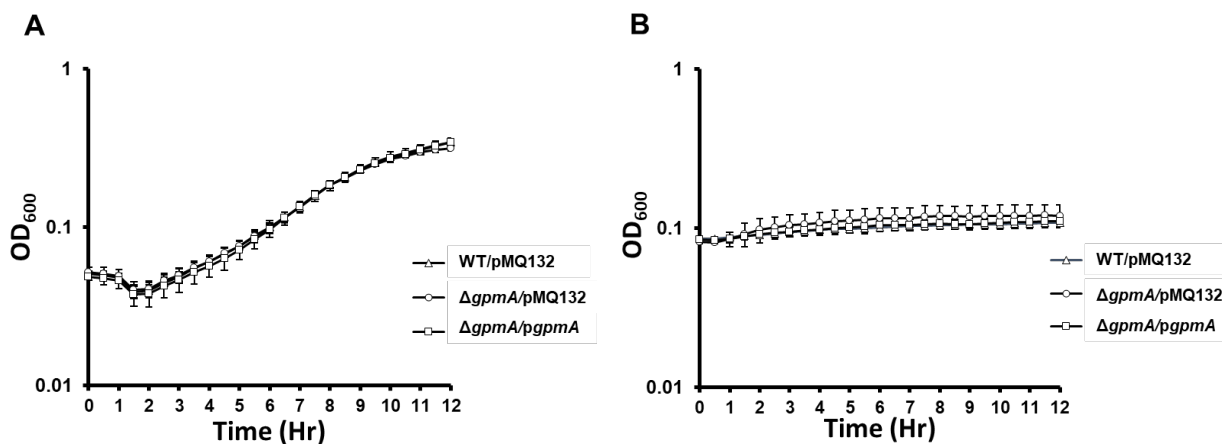 A
1
0.1
0.01
OD600
0 1 2 3 4 5 6 7 8 9 10 11 12
Time (Hr)
WT/pMQ132
ΔgpmA/pMQ132
ΔgpmA/pgpmA
B
1
0.1
0.01
OD600
0 1 2 3 4 5 6 7 8 9 10 11 12
Time (Hr)
WT/pMQ132
ΔgpmA/pMQ132
ΔgpmA/pgpmA